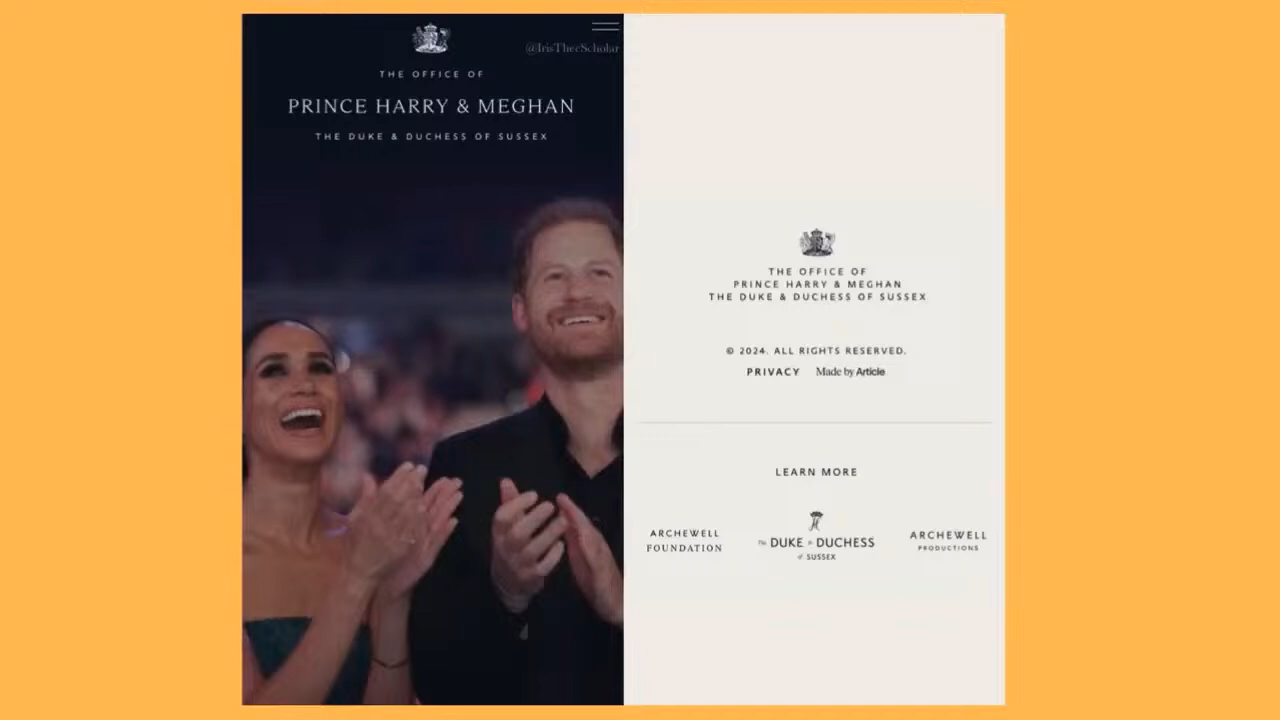 @IrisTheeScholar
THE OFFICE OF
PRINCE HARRY & MEGHAN
THE DUKE & DUCHESS OF SUSSEX
THE OFFICE OF
PRINCE HARRY & MEGHAN
THE DUKE & DUCHESS OF SUSSEX
© 2024. ALL RIGHTS RESERVED.
PRIVACY Made by Article
LEARN MORE
ARCHEWELL
FOUNDATION
The DUKE & DUCHESS
of SUSSEX
ARCHEWELL
PRODUCTIONS